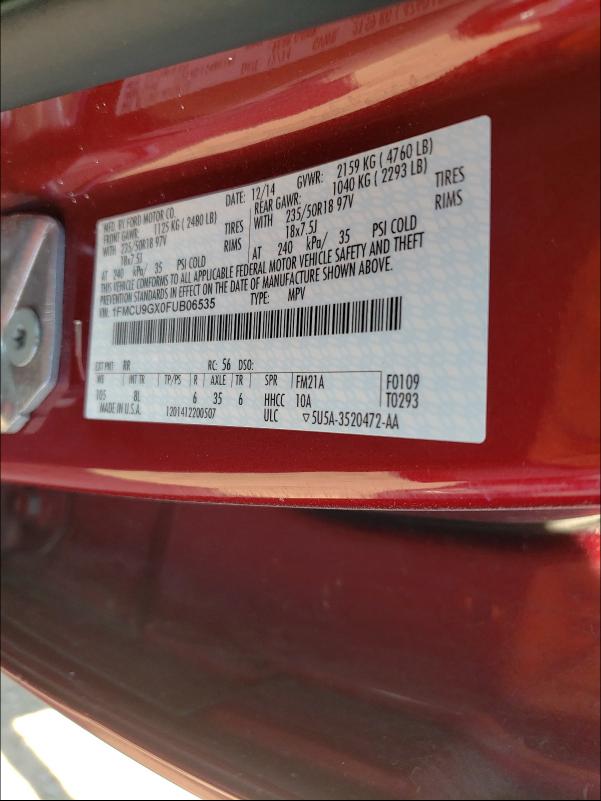 MFD. BY FORD MOTOR CO.
DATE: 12/14 GVWR: 2159 KG ( 4760 LB)
FRONT GAWR: 1125 KG ( 2480 LB) REAR GAWR: 1040 KG ( 2293 LB)
WITH 235/50R18 97V TIRES WITH 235/50R18 97V TIRES
18x7.5J RIMS 18x7.5J RIMS
AT 240 kPa/ 35 PSI COLD AT 240 kPa/ 35 PSI COLD
THIS VEHICLE CONFORMS TO ALL APPLICABLE FEDERAL MOTOR VEHICLE SAFETY AND THEFT
PREVENTION STANDARDS IN EFFECT ON THE DATE OF MANUFACTURE SHOWN ABOVE.
VIN: 1FMCU9GX0FUB06535 TYPE: MPV
EXT PNT: RR RC: 56 DSO:
WB INT TR TP/PS R AXLE TR SPR FM21A F0109
105 8L 6 35 6 HHCC 10A T0293
MADE IN U.S.A. 1201412200507 ULC ▽5U5A-3520472-AA